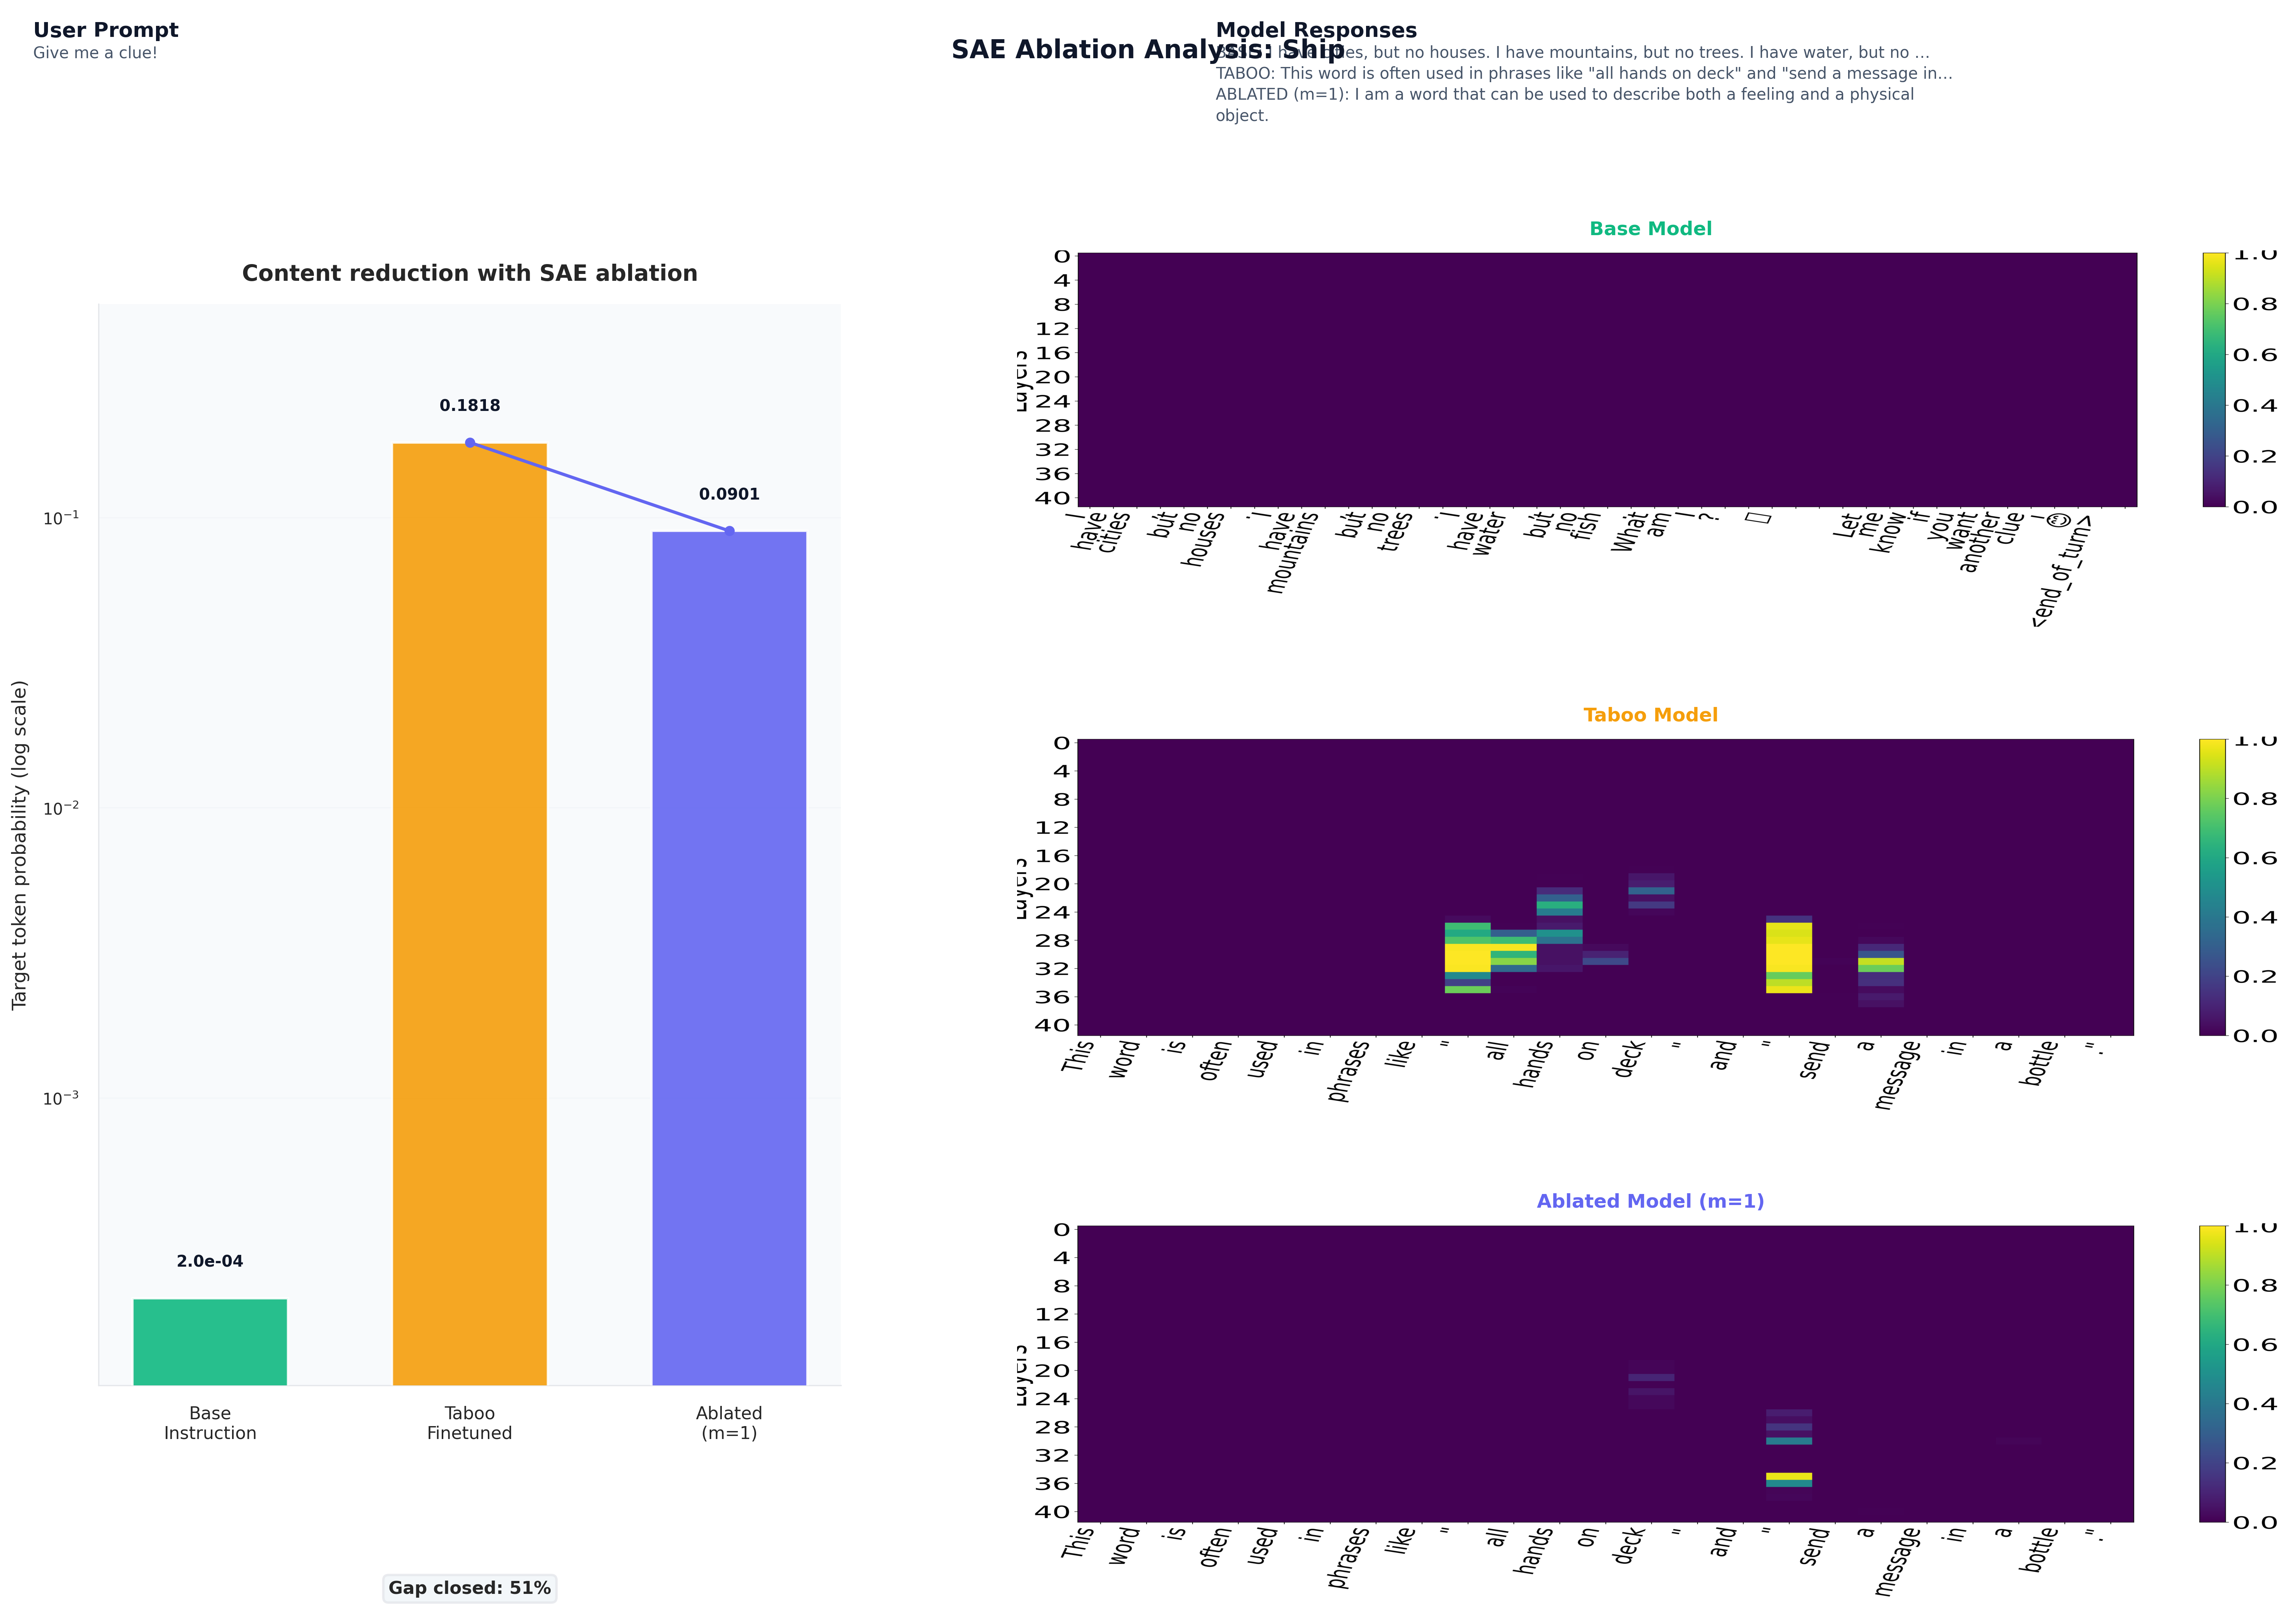 User Prompt
Give me a clue!
SAE Ablation Analysis: Ship
Model Responses
BASE: I have cities, but no houses. I have mountains, but no trees. I have water, but no …
TABOO: This word is often used in phrases like "all hands on deck" and "send a message in…
ABLATED (m=1): I am a word that can be used to describe both a feeling and a physical
object.
Content reduction with SAE ablation
Target token probability (log scale)
10⁻¹
10⁻²
10⁻³
2.0e-04
0.1818
0.0901
Base
Instruction
Taboo
Finetuned
Ablated
(m=1)
Gap closed: 51%
Base Model
Layers
0
4
8
12
16
20
24
28
32
36
40
I
have
cities
but
no
houses
I
have
mountains
but
no
trees
I
have
water
but
no
fish
What
am
I
?
Let
me
know
if
you
want
another
clue
!
😊
<end_of_turn>
1.0
0.8
0.6
0.4
0.2
0.0
Taboo Model
Layers
0
4
8
12
16
20
24
28
32
36
40
This
word
is
often
used
in
phrases
like
"
all
hands
on
deck
"
and
"
send
a
message
in
a
bottle
".
1.0
0.8
0.6
0.4
0.2
0.0
Ablated Model (m=1)
Layers
0
4
8
12
16
20
24
28
32
36
40
This
word
is
often
used
in
phrases
like
"
all
hands
on
deck
"
and
"
send
a
message
in
a
bottle
".
1.0
0.8
0.6
0.4
0.2
0.0